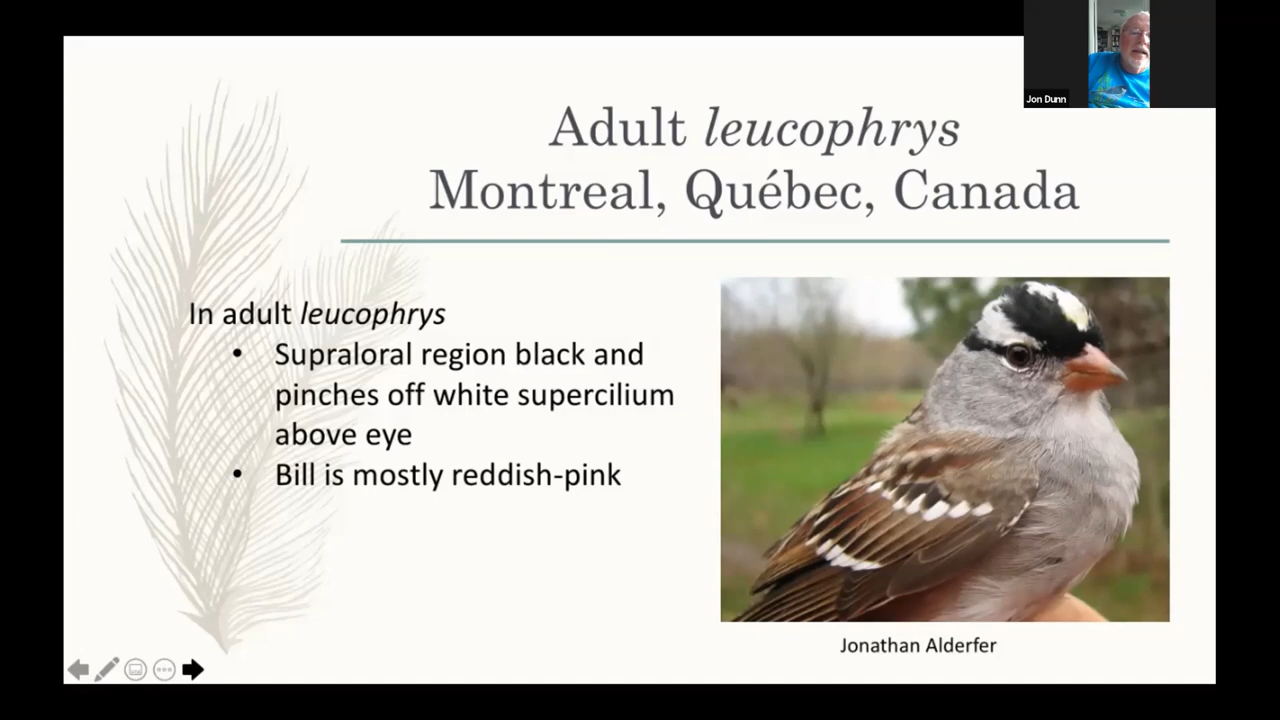 Jon Dunn
Adult leucophrys
Montreal, Québec, Canada
In adult leucophrys
• Supraloral region black and
pinches off white supercilium
above eye
• Bill is mostly reddish-pink
Jonathan Alderfer